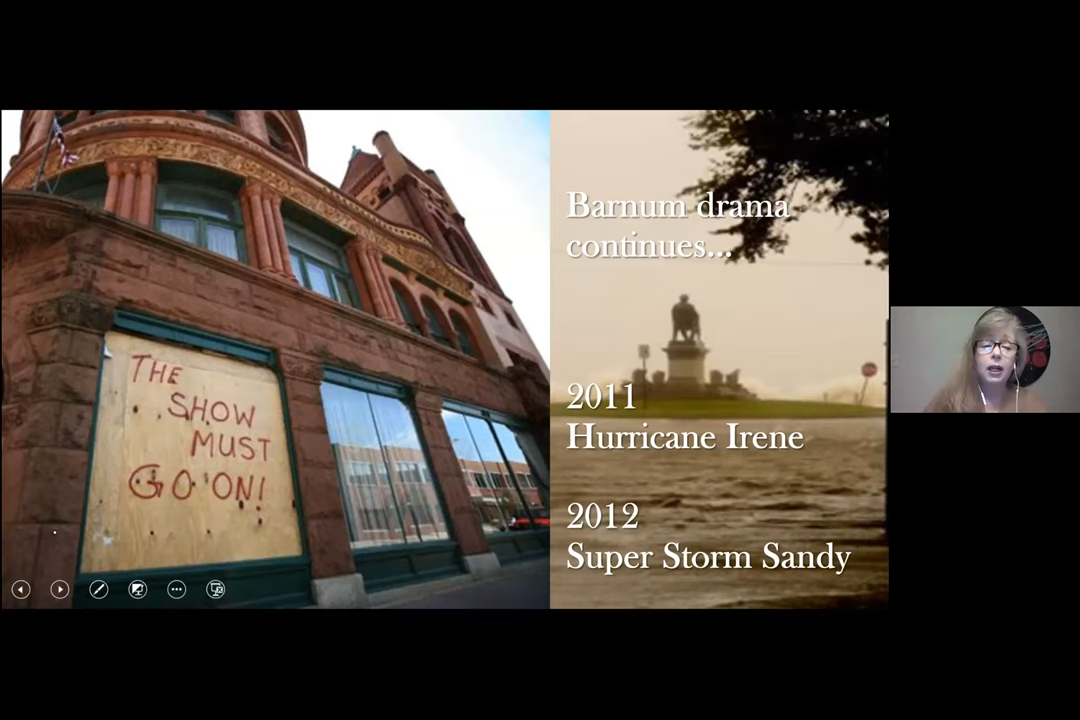 THE
SHOW
MUST
GO ON!
Barnum drama
continues...
2011
Hurricane Irene
2012
Super Storm Sandy